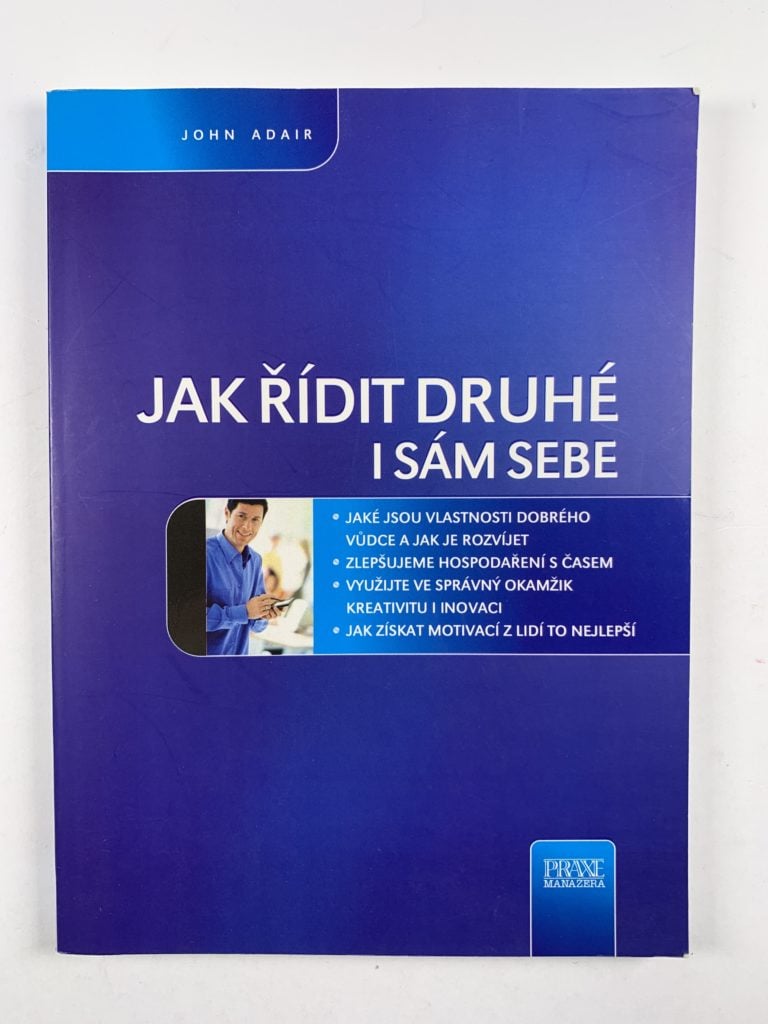 JOHN ADAIR
JAK ŘÍDIT DRUHÉ
I SÁM SEBE
• JAKÉ JSOU VLASTNOSTI DOBRÉHO
VŮDCE A JAK JE ROZVÍJET
• ZLEPŠUJEME HOSPODAŘENÍ S ČASEM
• VYUŽIJTE VE SPRÁVNÝ OKAMŽIK
KREATIVITU I INOVACI
• JAK ZÍSKAT MOTIVACÍ Z LIDÍ TO NEJLEPŠÍ
PRAXE
MANAŽERA